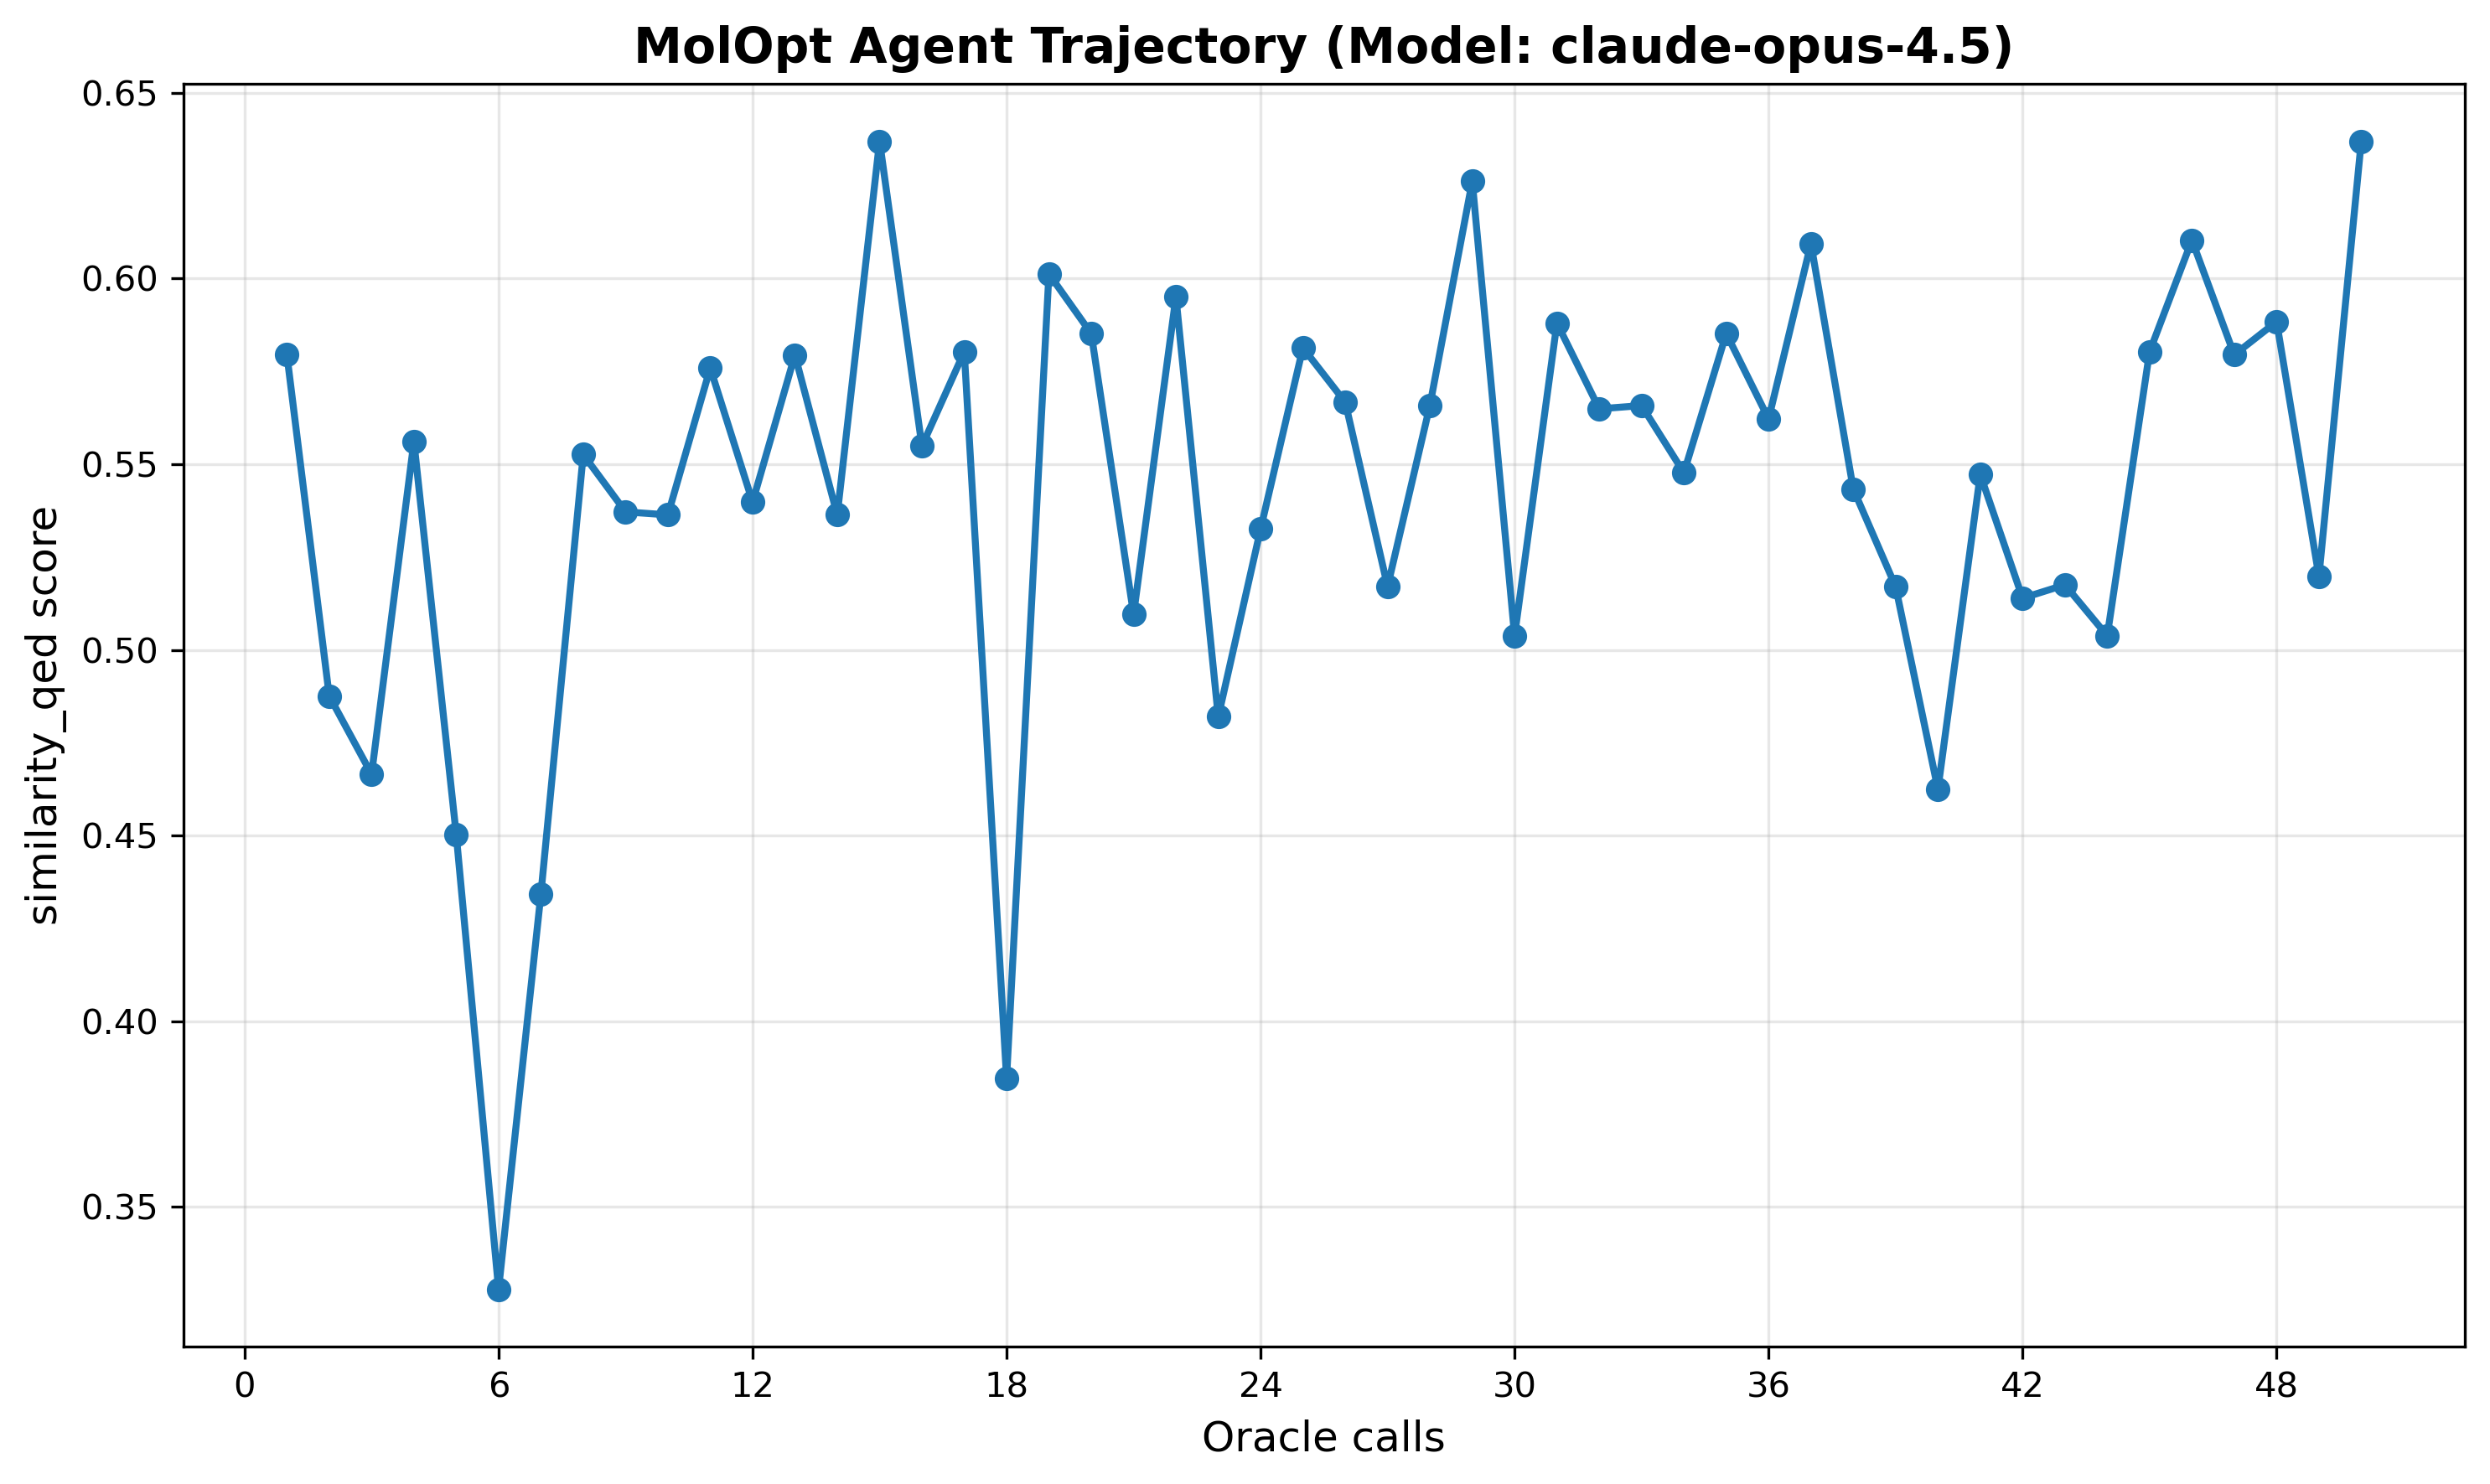 MolOpt Agent Trajectory (Model: claude-opus-4.5)
similarity_qed score
0.65
0.60
0.55
0.50
0.45
0.40
0.35
0 6 12 18 24 30 36 42 48
Oracle calls